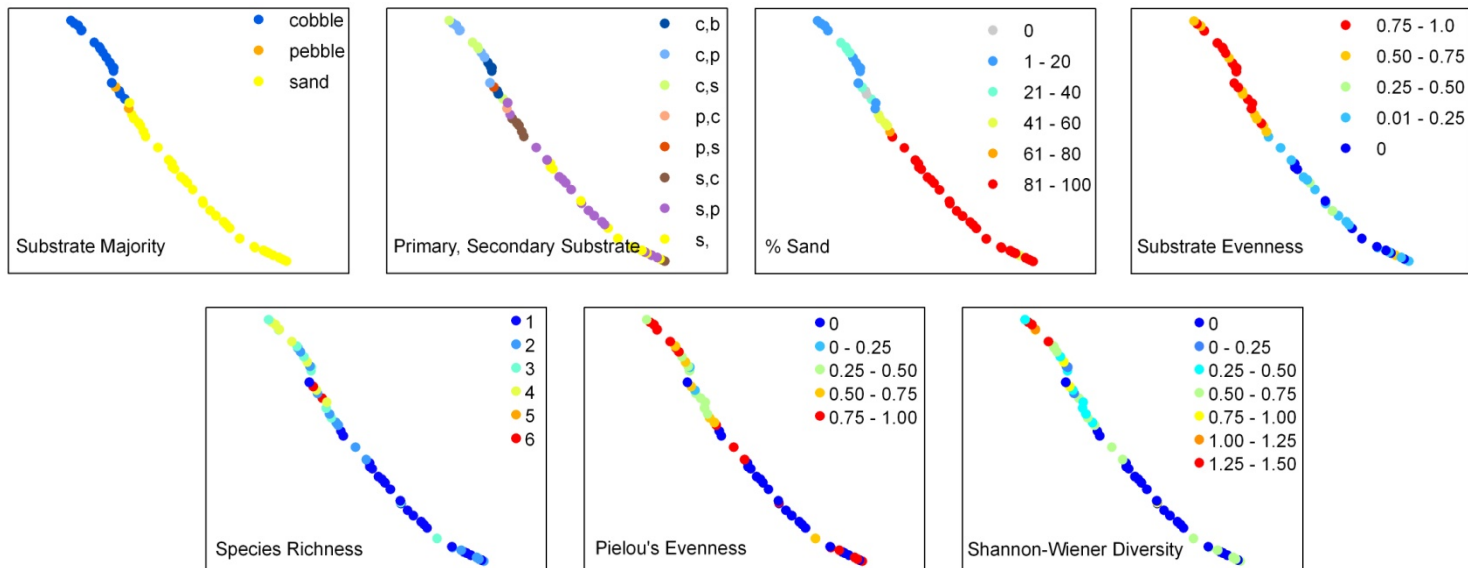 cobble
pebble
sand
Substrate Majority
c,b
c,p
c,s
p,c
p,s
s,c
s,p
s,
Primary, Secondary Substrate
0
1 - 20
21 - 40
41 - 60
61 - 80
81 - 100
% Sand
0.75 - 1.0
0.50 - 0.75
0.25 - 0.50
0.01 - 0.25
0
Substrate Evenness
1
2
3
4
5
6
Species Richness
0
0 - 0.25
0.25 - 0.50
0.50 - 0.75
0.75 - 1.00
Pielou's Evenness
0
0 - 0.25
0.25 - 0.50
0.50 - 0.75
0.75 - 1.00
1.00 - 1.25
1.25 - 1.50
Shannon-Wiener Diversity